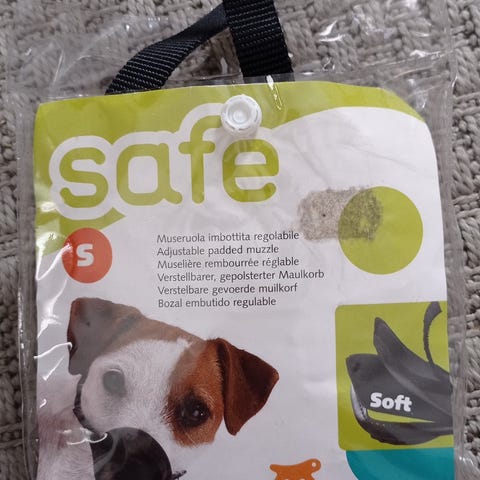 safe
S
Museruola imbottita regolabile
Adjustable padded muzzle
Muselière rembourrée réglable
Verstellbarer, gepolsterter Maulkorb
Verstelbare gevoerde muilkorf
Bozal embutido regulable
Soft